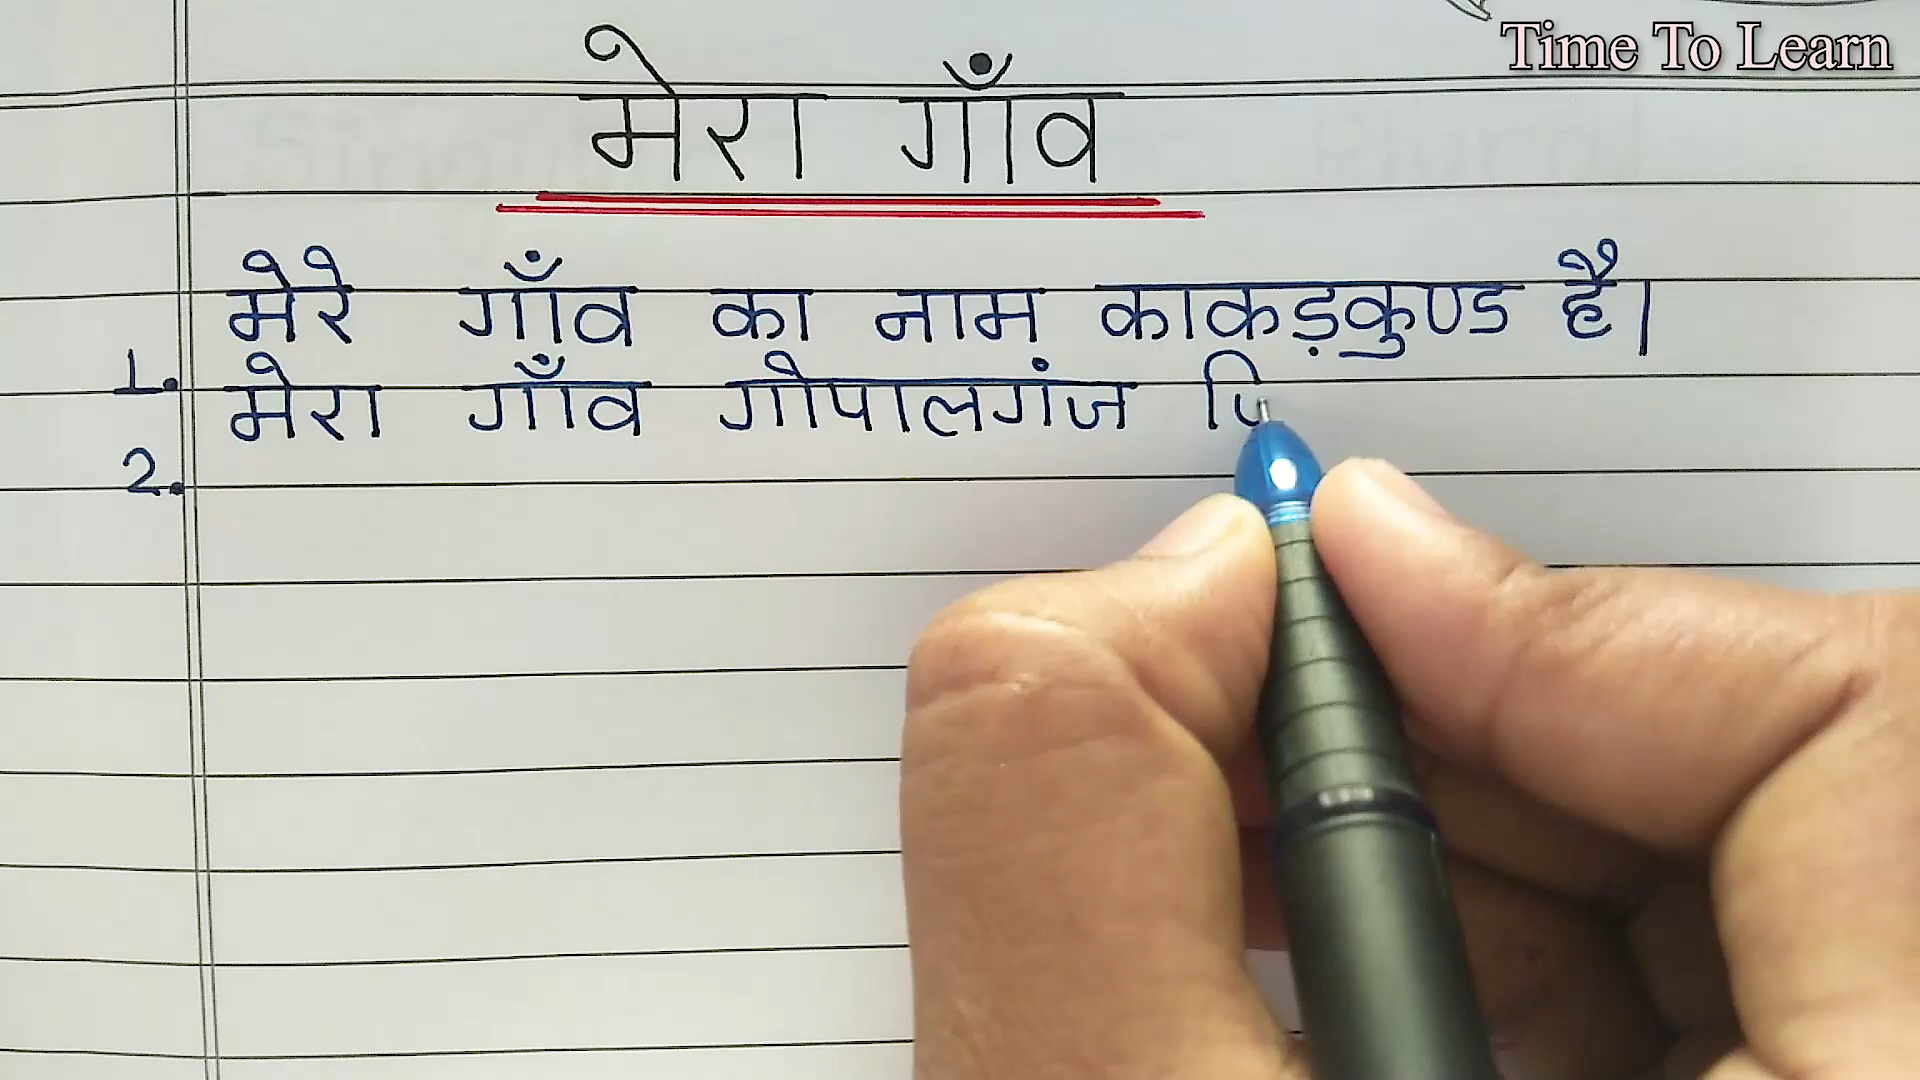 Time To Learn
मेरा गाँव
1. मेरे गाँव का नाम काकड़कुण्ड है।
2. मेरा गाँव गोपालगंज